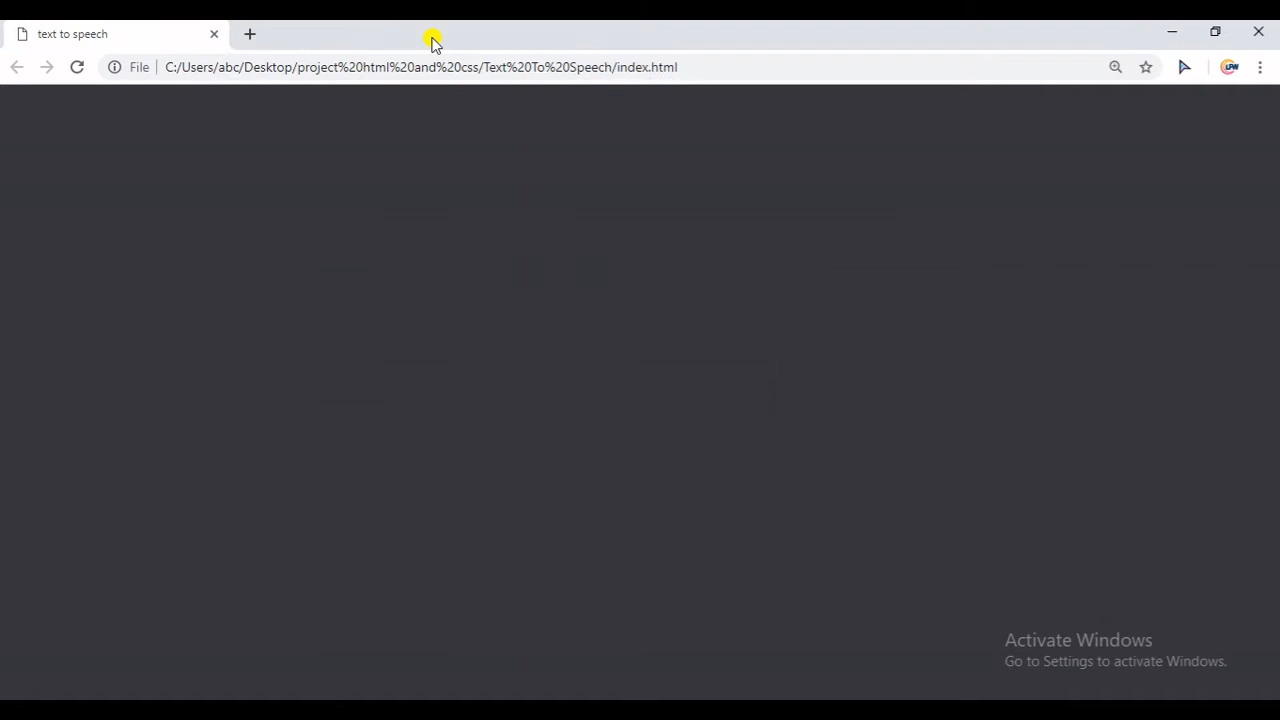 text to speech
File
C:/Users/abc/Desktop/project%20html%20and%20css/Text%20To%20Speech/index.html
LPW
Activate Windows
Go to Settings to activate Windows.